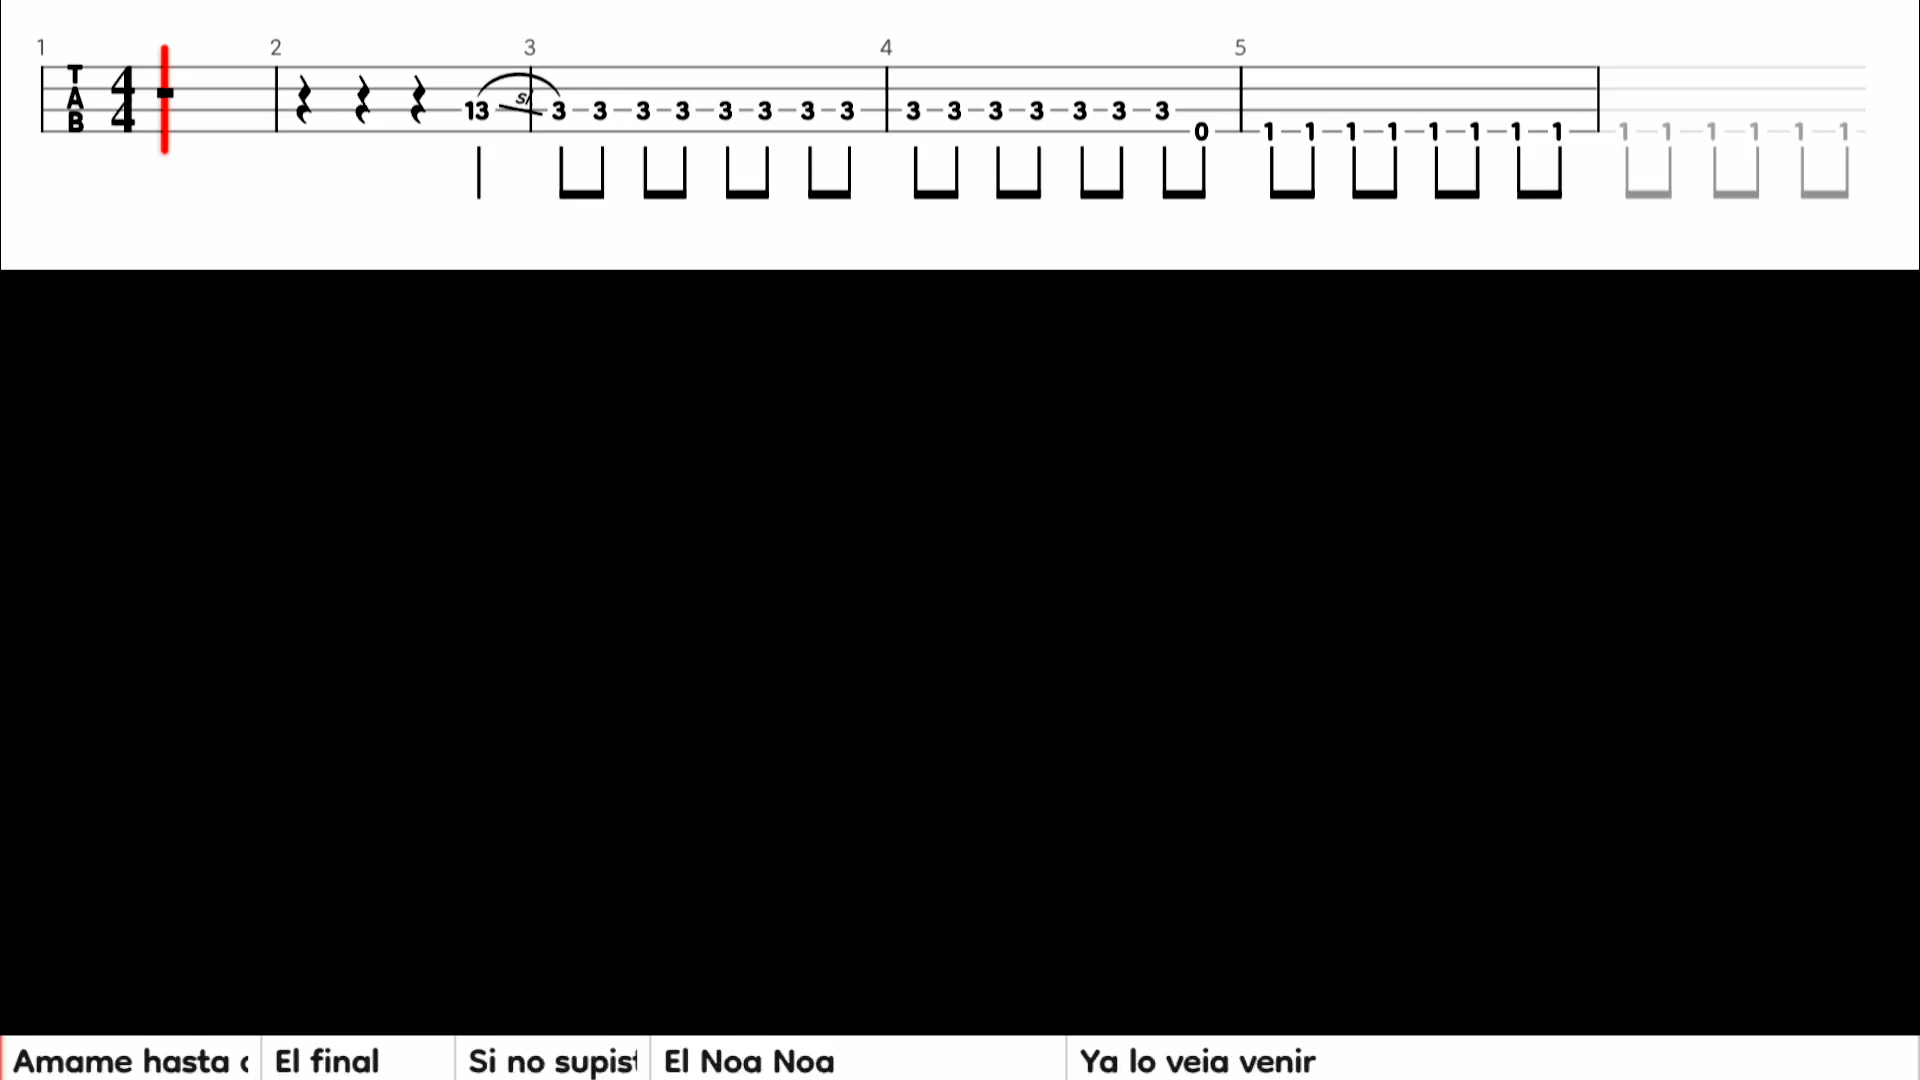 1 2 3 4 5
T
A
B
4
4
13 sl 3 3 3 3 3 3 3 3 3 3 3 3 3 3 3
0 1 1 1 1 1 1 1 1 1 1 1 1 1 1
Amame hasta El final Si no supist El Noa Noa Ya lo veia venir